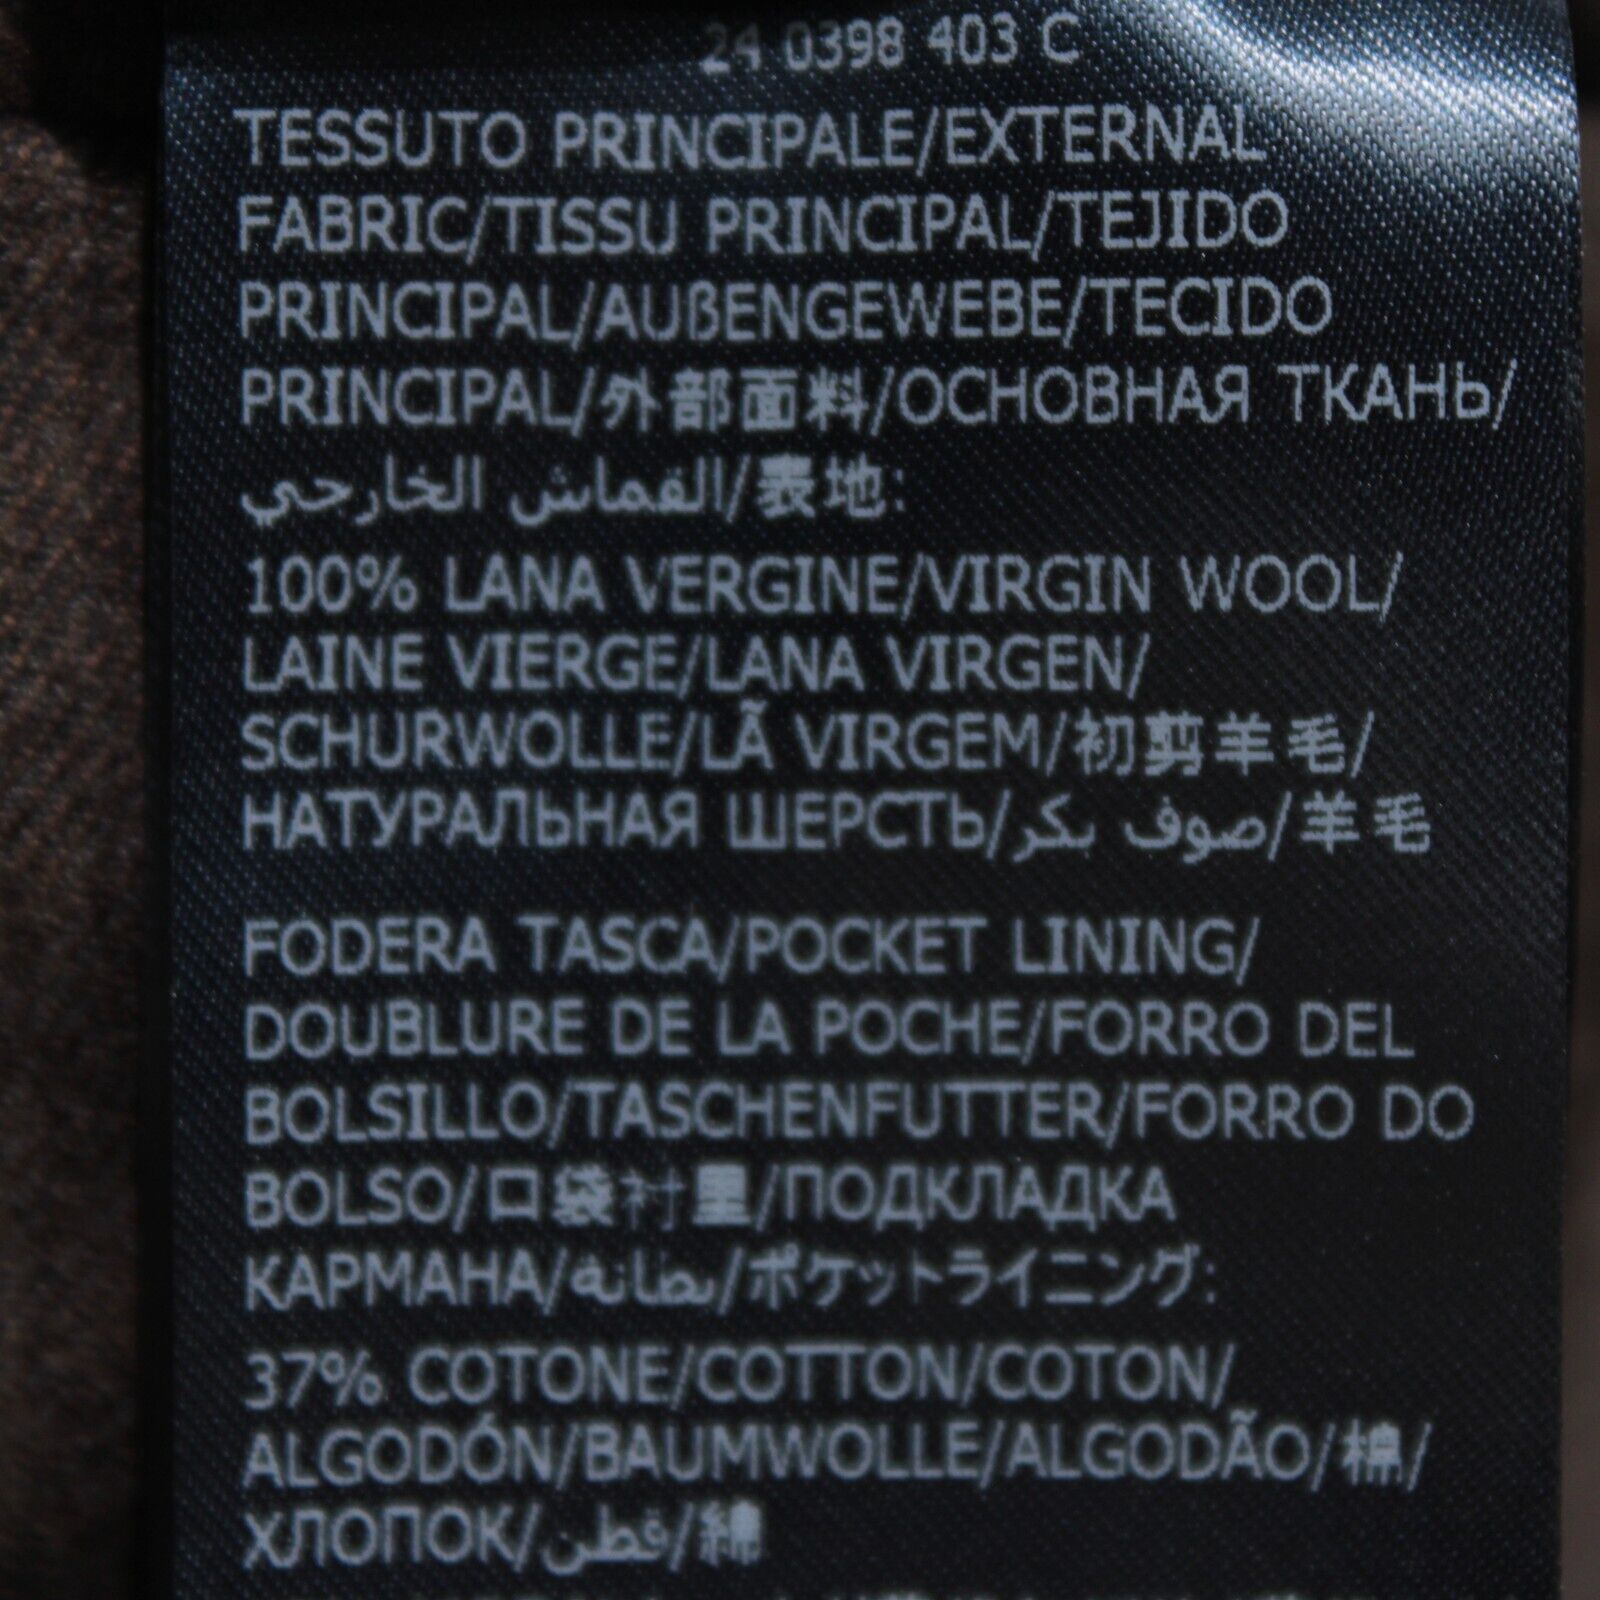 24 0398 403 C
TESSUTO PRINCIPALE/EXTERNAL
FABRIC/TISSU PRINCIPAL/TEJIDO
PRINCIPAL/AUßENGEWEBE/TECIDO
PRINCIPAL/外部面料/ОСНОВНАЯ ТКАНЬ/
القماش الخارجي/表地:
100% LANA VERGINE/VIRGIN WOOL/
LAINE VIERGE/LANA VIRGEN/
SCHURWOLLE/LÃ VIRGEM/初剪羊毛/
НАТУРАЛЬНАЯ ШЕРСТЬ/صوف بكر/羊毛
FODERA TASCA/POCKET LINING/
DOUBLURE DE LA POCHE/FORRO DEL
BOLSILLO/TASCHENFUTTER/FORRO DO
BOLSO/口袋衬里/ПОДКЛАДКА
КАРМАНА/بطانة/ポケットライニング:
37% COTONE/COTTON/COTON/
ALGODÓN/BAUMWOLLE/ALGODÃO/棉/
ХЛОПОК/قطن/綿